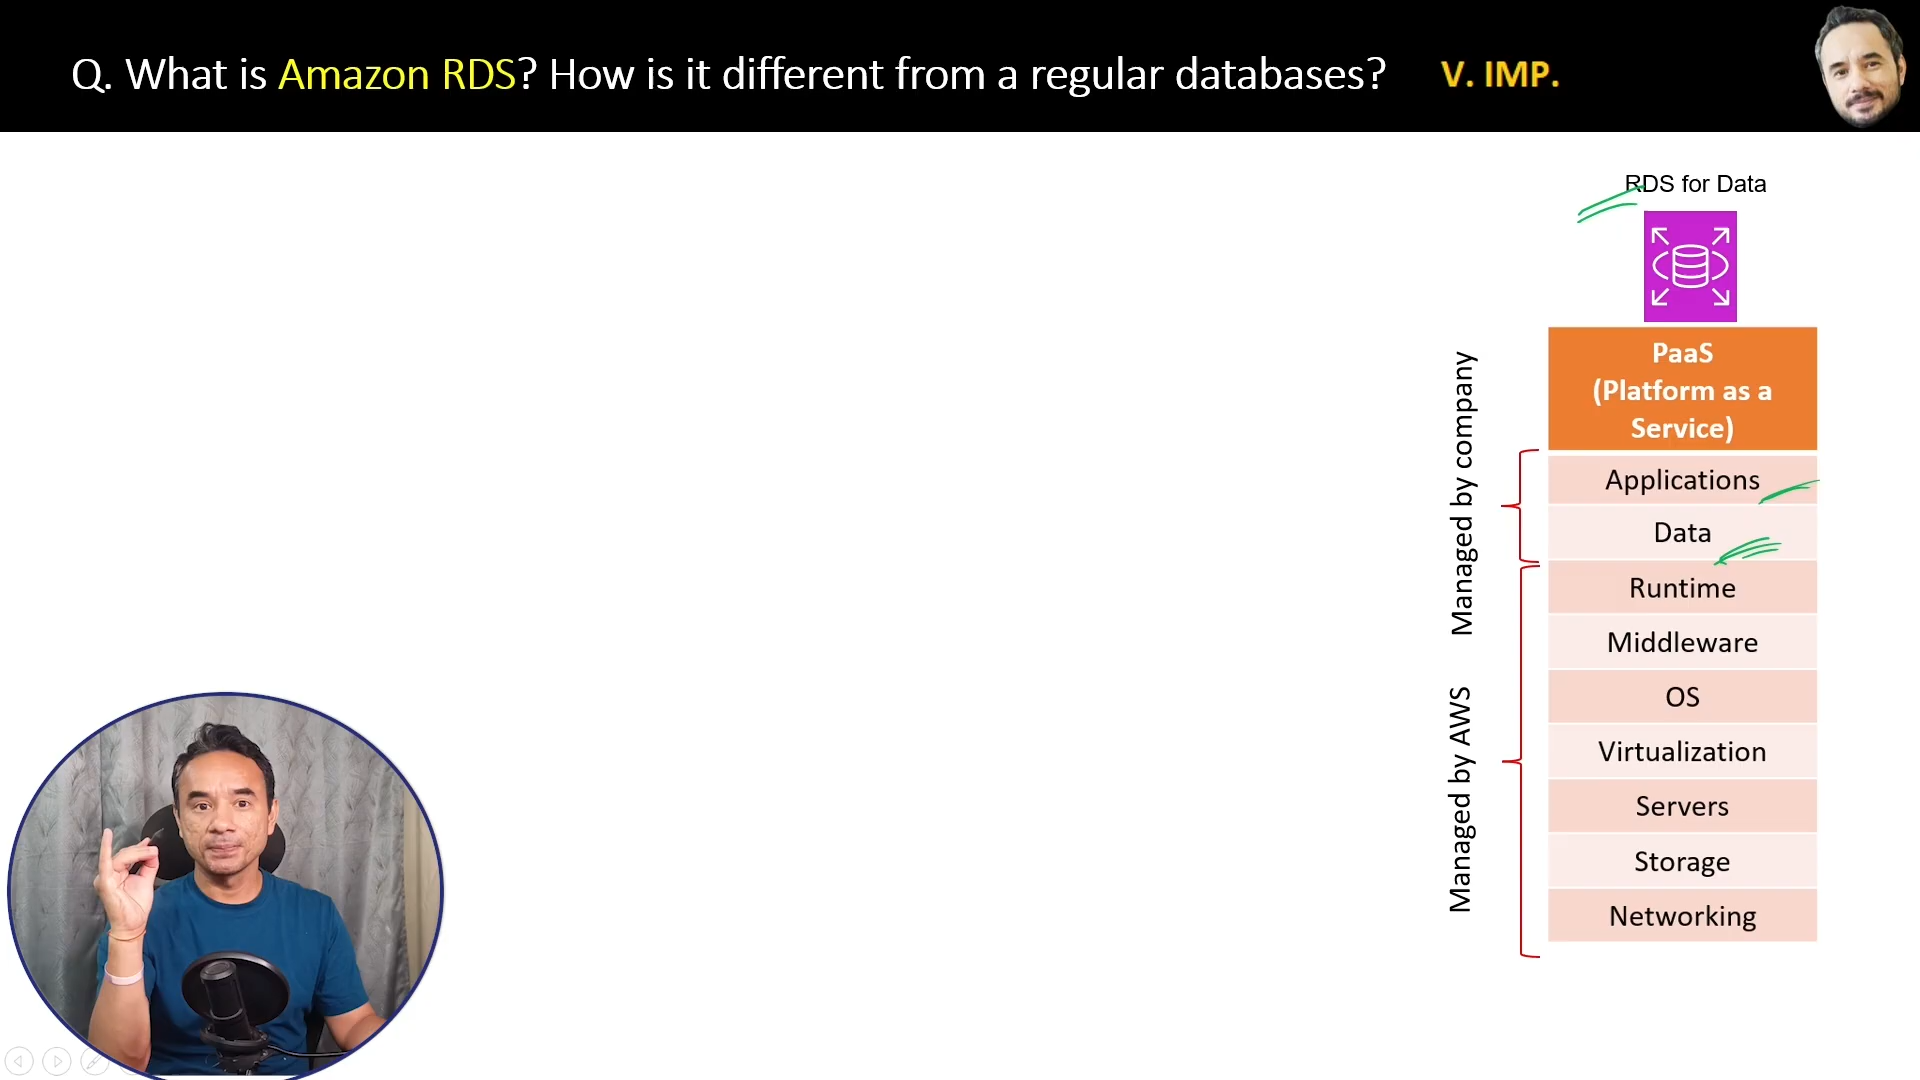 Q. What is Amazon RDS? How is it different from a regular databases? V. IMP.
RDS for Data
PaaS
(Platform as a
Service)
Managed by company
Applications
Data
Managed by AWS
Runtime
Middleware
OS
Virtualization
Servers
Storage
Networking